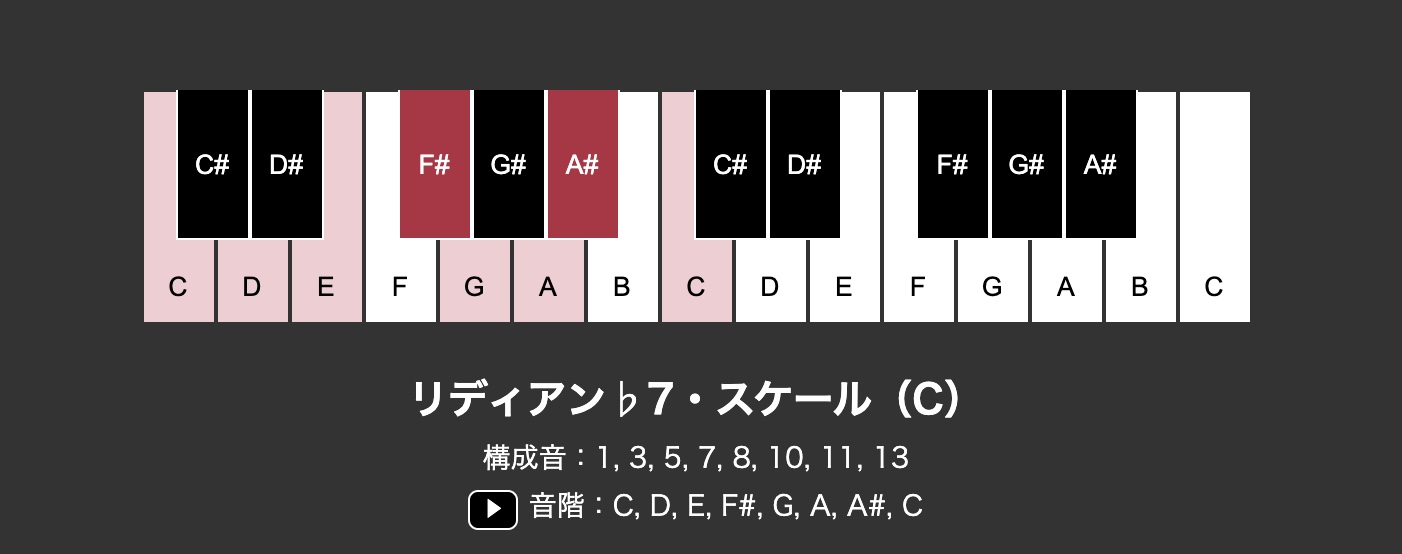 C# D# F# G# A# C# D# F# G# A#
C D E F G A B C D E F G A B C
リディアン♭7・スケール（C）
構成音：1, 3, 5, 7, 8, 10, 11, 13
音階：C, D, E, F#, G, A, A#, C